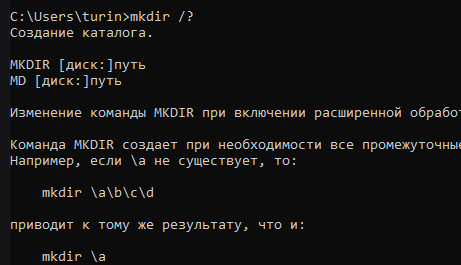 C:\Users\turin>mkdir /?
Создание каталога.
MKDIR [диск:]путь
MD [диск:]путь
Изменение команды MKDIR при включении расширенной
Команда MKDIR создает при необходимости все промежуточные
Например, если \a не существует, то:
mkdir \a\b\c\d
приводит к тому же результату, что и:
mkdir \a